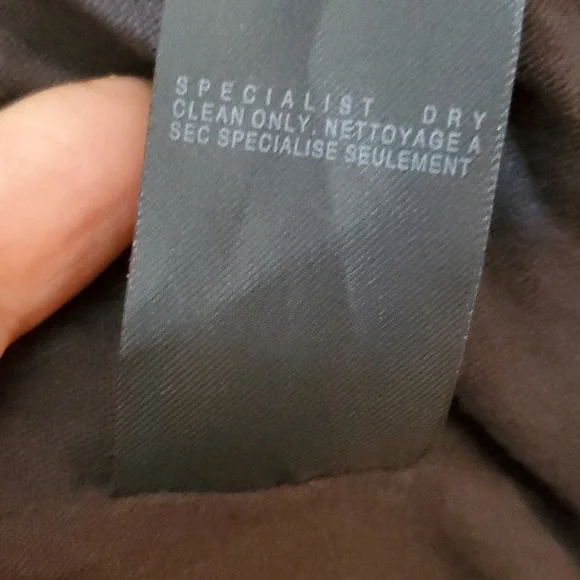 SPECIALIST DRY
CLEAN ONLY. NETTOYAGE A
SEC SPECIALISE SEULEMENT